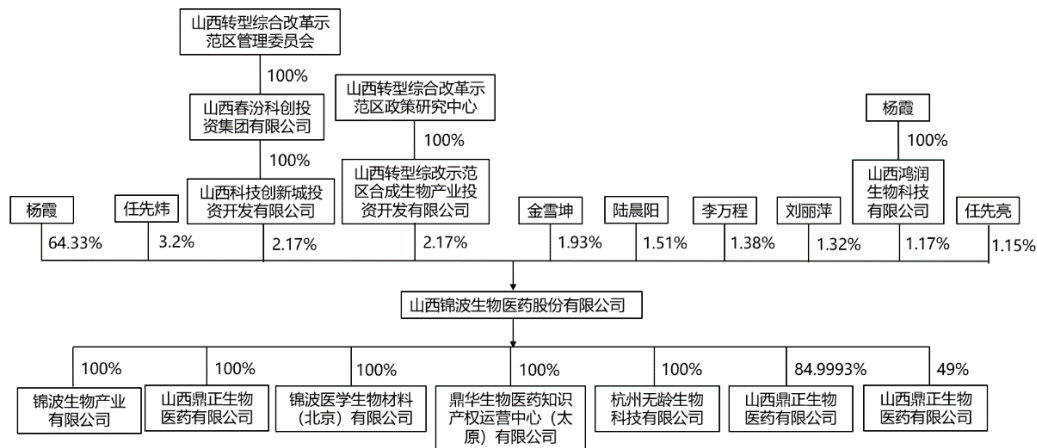 山西转型综合改革示
范区管理委员会
100%
山西春汾科创投
资集团有限公司
100%
山西科技创新城投
资开发有限公司
山西转型综合改革示
范区政策研究中心
100%
山西转型综改示范
区合成生物产业投
资开发有限公司
杨霞
100%
山西鸿润
生物科技
有限公司
杨霞
任先炜
金雪坤
陆晨阳
李万程
刘丽萍
任先亮
64.33%
3.2%
2.17%
2.17%
1.93%
1.51%
1.38%
1.32%
1.17%
1.15%
山西锦波生物医药股份有限公司
100%
100%
100%
100%
100%
84.9993%
49%
锦波生物产业
有限公司
山西鼎正生物
医药有限公司
锦波医学生物材料
（北京）有限公司
鼎华生物医药知识
产权运营中心（太
原）有限公司
杭州无龄生物
科技有限公司
山西鼎正生物
医药有限公司
山西鼎正生物
医药有限公司